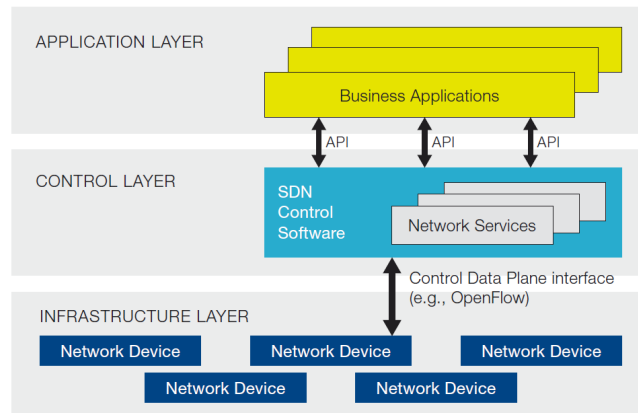 APPLICATION LAYER
Business Applications
API
API
API
CONTROL LAYER
SDN
Control
Software
Network Services
Control Data Plane interface
(e.g., OpenFlow)
INFRASTRUCTURE LAYER
Network Device
Network Device
Network Device
Network Device
Network Device